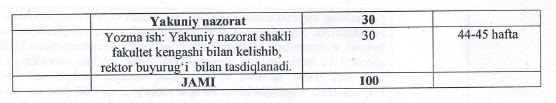 Yakuniy nazorat 30
Yozma ish: Yakuniy nazorat shakli 30 44-45 hafta
fakultet kengashi bilan kelishib,
rektor buyurug‘i bilan tasdiqlanadi.
JAMI 100